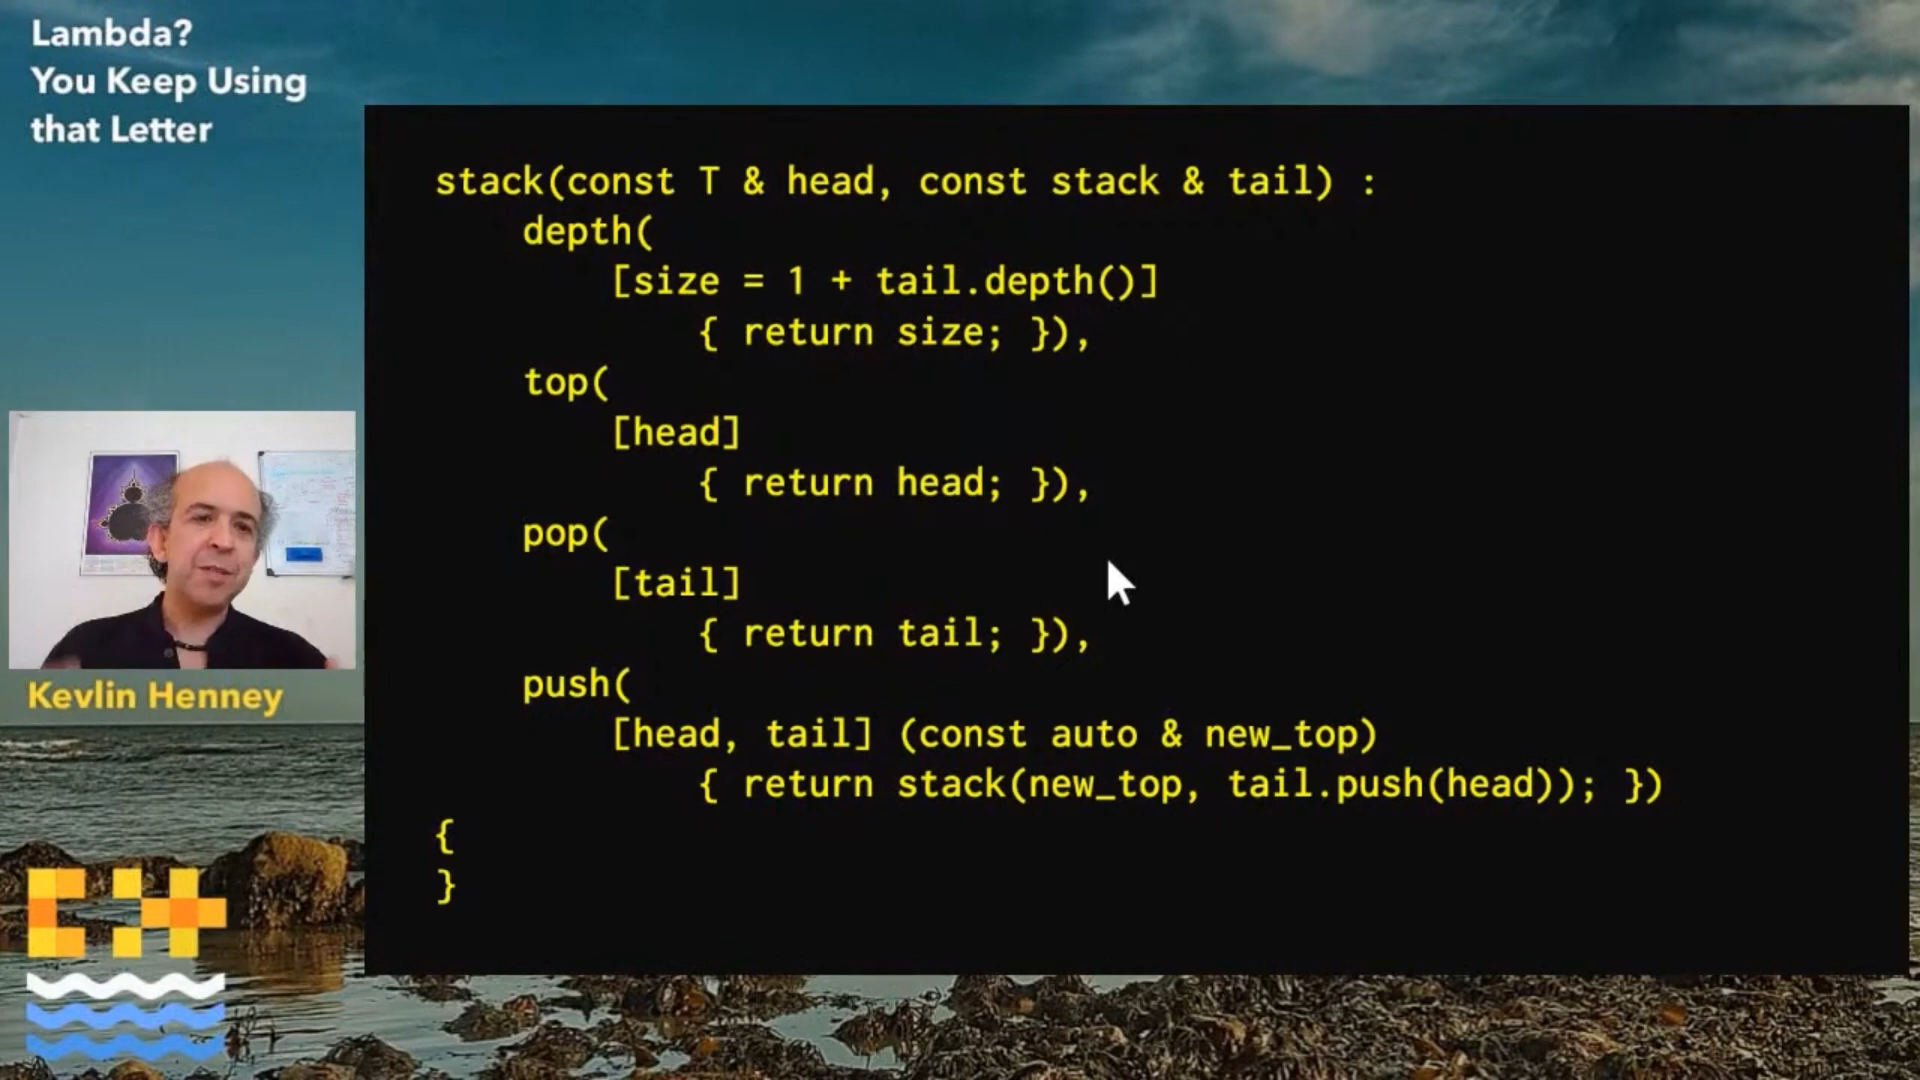 Lambda?
You Keep Using
that Letter
stack(const T & head, const stack & tail) :
    depth(
        [size = 1 + tail.depth()]
            { return size; }),
    top(
        [head]
            { return head; }),
    pop(
        [tail]
            { return tail; }),
    push(
        [head, tail] (const auto & new_top)
            { return stack(new_top, tail.push(head)); })
{
}
Kevlin Henney
C++